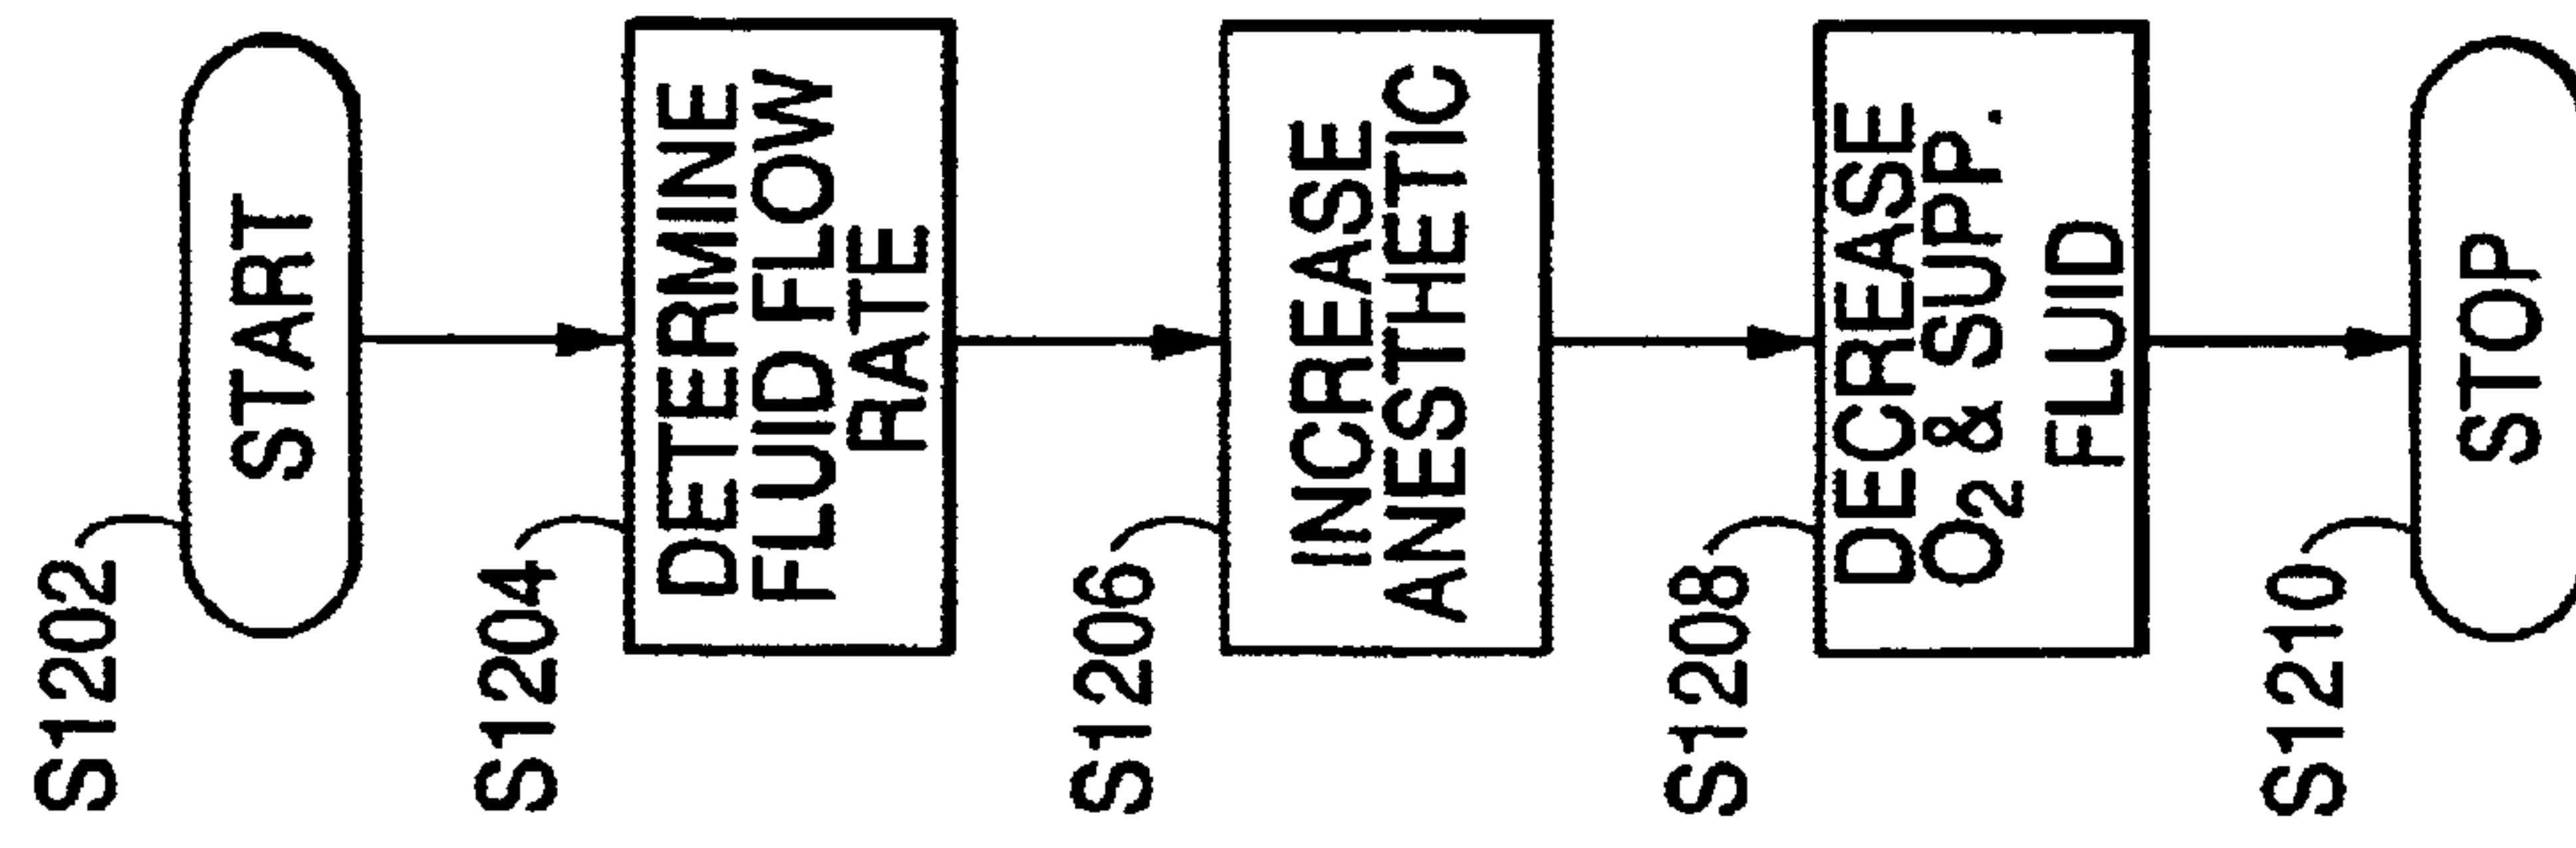 S1202
START
S1204
DETERMINE
FLUID FLOW
RATE
S1206
INCREASE
ANESTHETIC
S1208
DECREASE
O₂ & SUPP.
FLUID
S1210
STOP